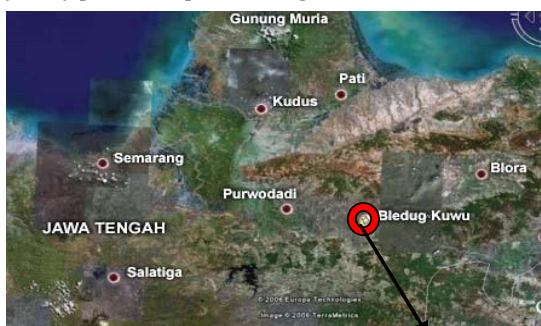 Gunung Muria
Pati
Kudus
Semarang
Blora
Purwodadi
Bledug Kuwu
JAWA TENGAH
Salatiga
© 2006 Europa Technologies
Image © 2006 TerraMetrics